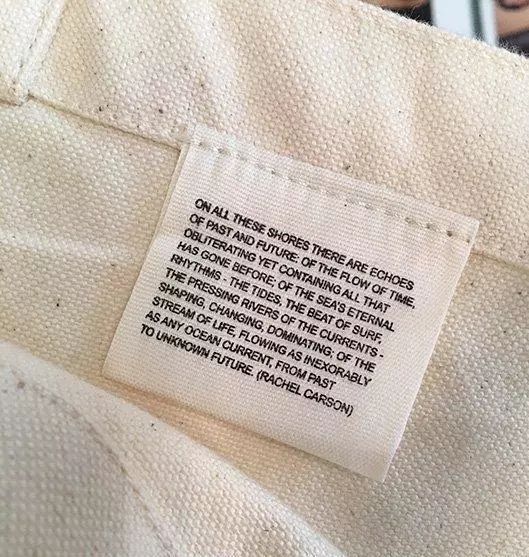 ON ALL THESE SHORES THERE ARE ECHOES
OF PAST AND FUTURE: OF THE FLOW OF TIME,
OBLITERATING YET CONTAINING ALL THAT
HAS GONE BEFORE; OF THE SEA'S ETERNAL
RHYTHMS - THE TIDES, THE BEAT OF SURF,
THE PRESSING RIVERS OF THE CURRENTS -
SHAPING, CHANGING, DOMINATING; OF THE
STREAM OF LIFE, FLOWING AS INEXORABLY
AS ANY OCEAN CURRENT, FROM PAST
TO UNKNOWN FUTURE. (RACHEL CARSON)